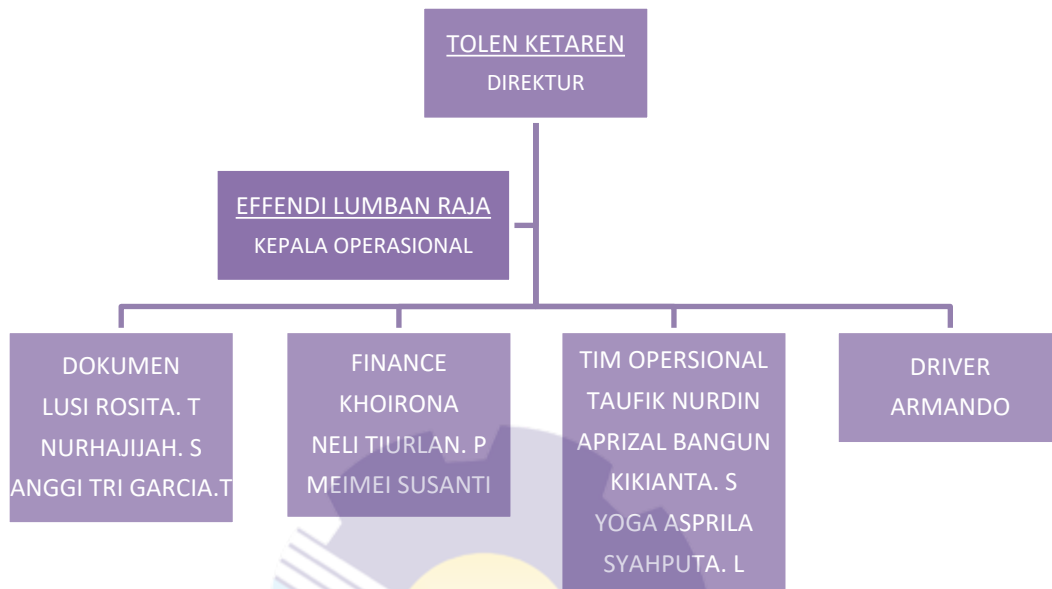 TOLEN KETAREN
DIREKTUR
EFFENDI LUMBAN RAJA
KEPALA OPERASIONAL
DOKUMEN
LUSI ROSITA. T
NURHAJIJAH. S
ANGGI TRI GARCIA.T
FINANCE
KHOIRONA
NELI TIURLAN. P
MEIMEI SUSANTI
TIM OPERSIONAL
TAUFIK NURDIN
APRIZAL BANGUN
KIKIANTA. S
YOGA ASPRILA
SYAHPUTA. L
DRIVER
ARMANDO